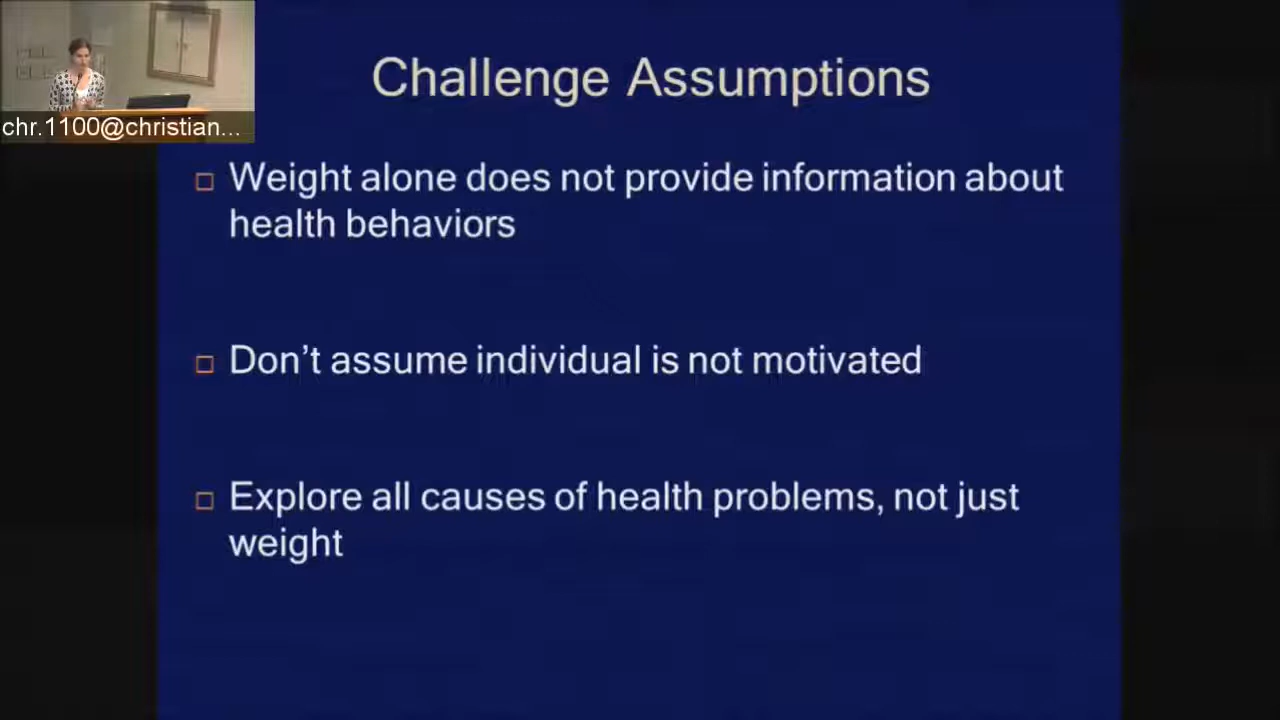 Challenge Assumptions
chr.1100@christian...
Weight alone does not provide information about
health behaviors
Don't assume individual is not motivated
Explore all causes of health problems, not just
weight